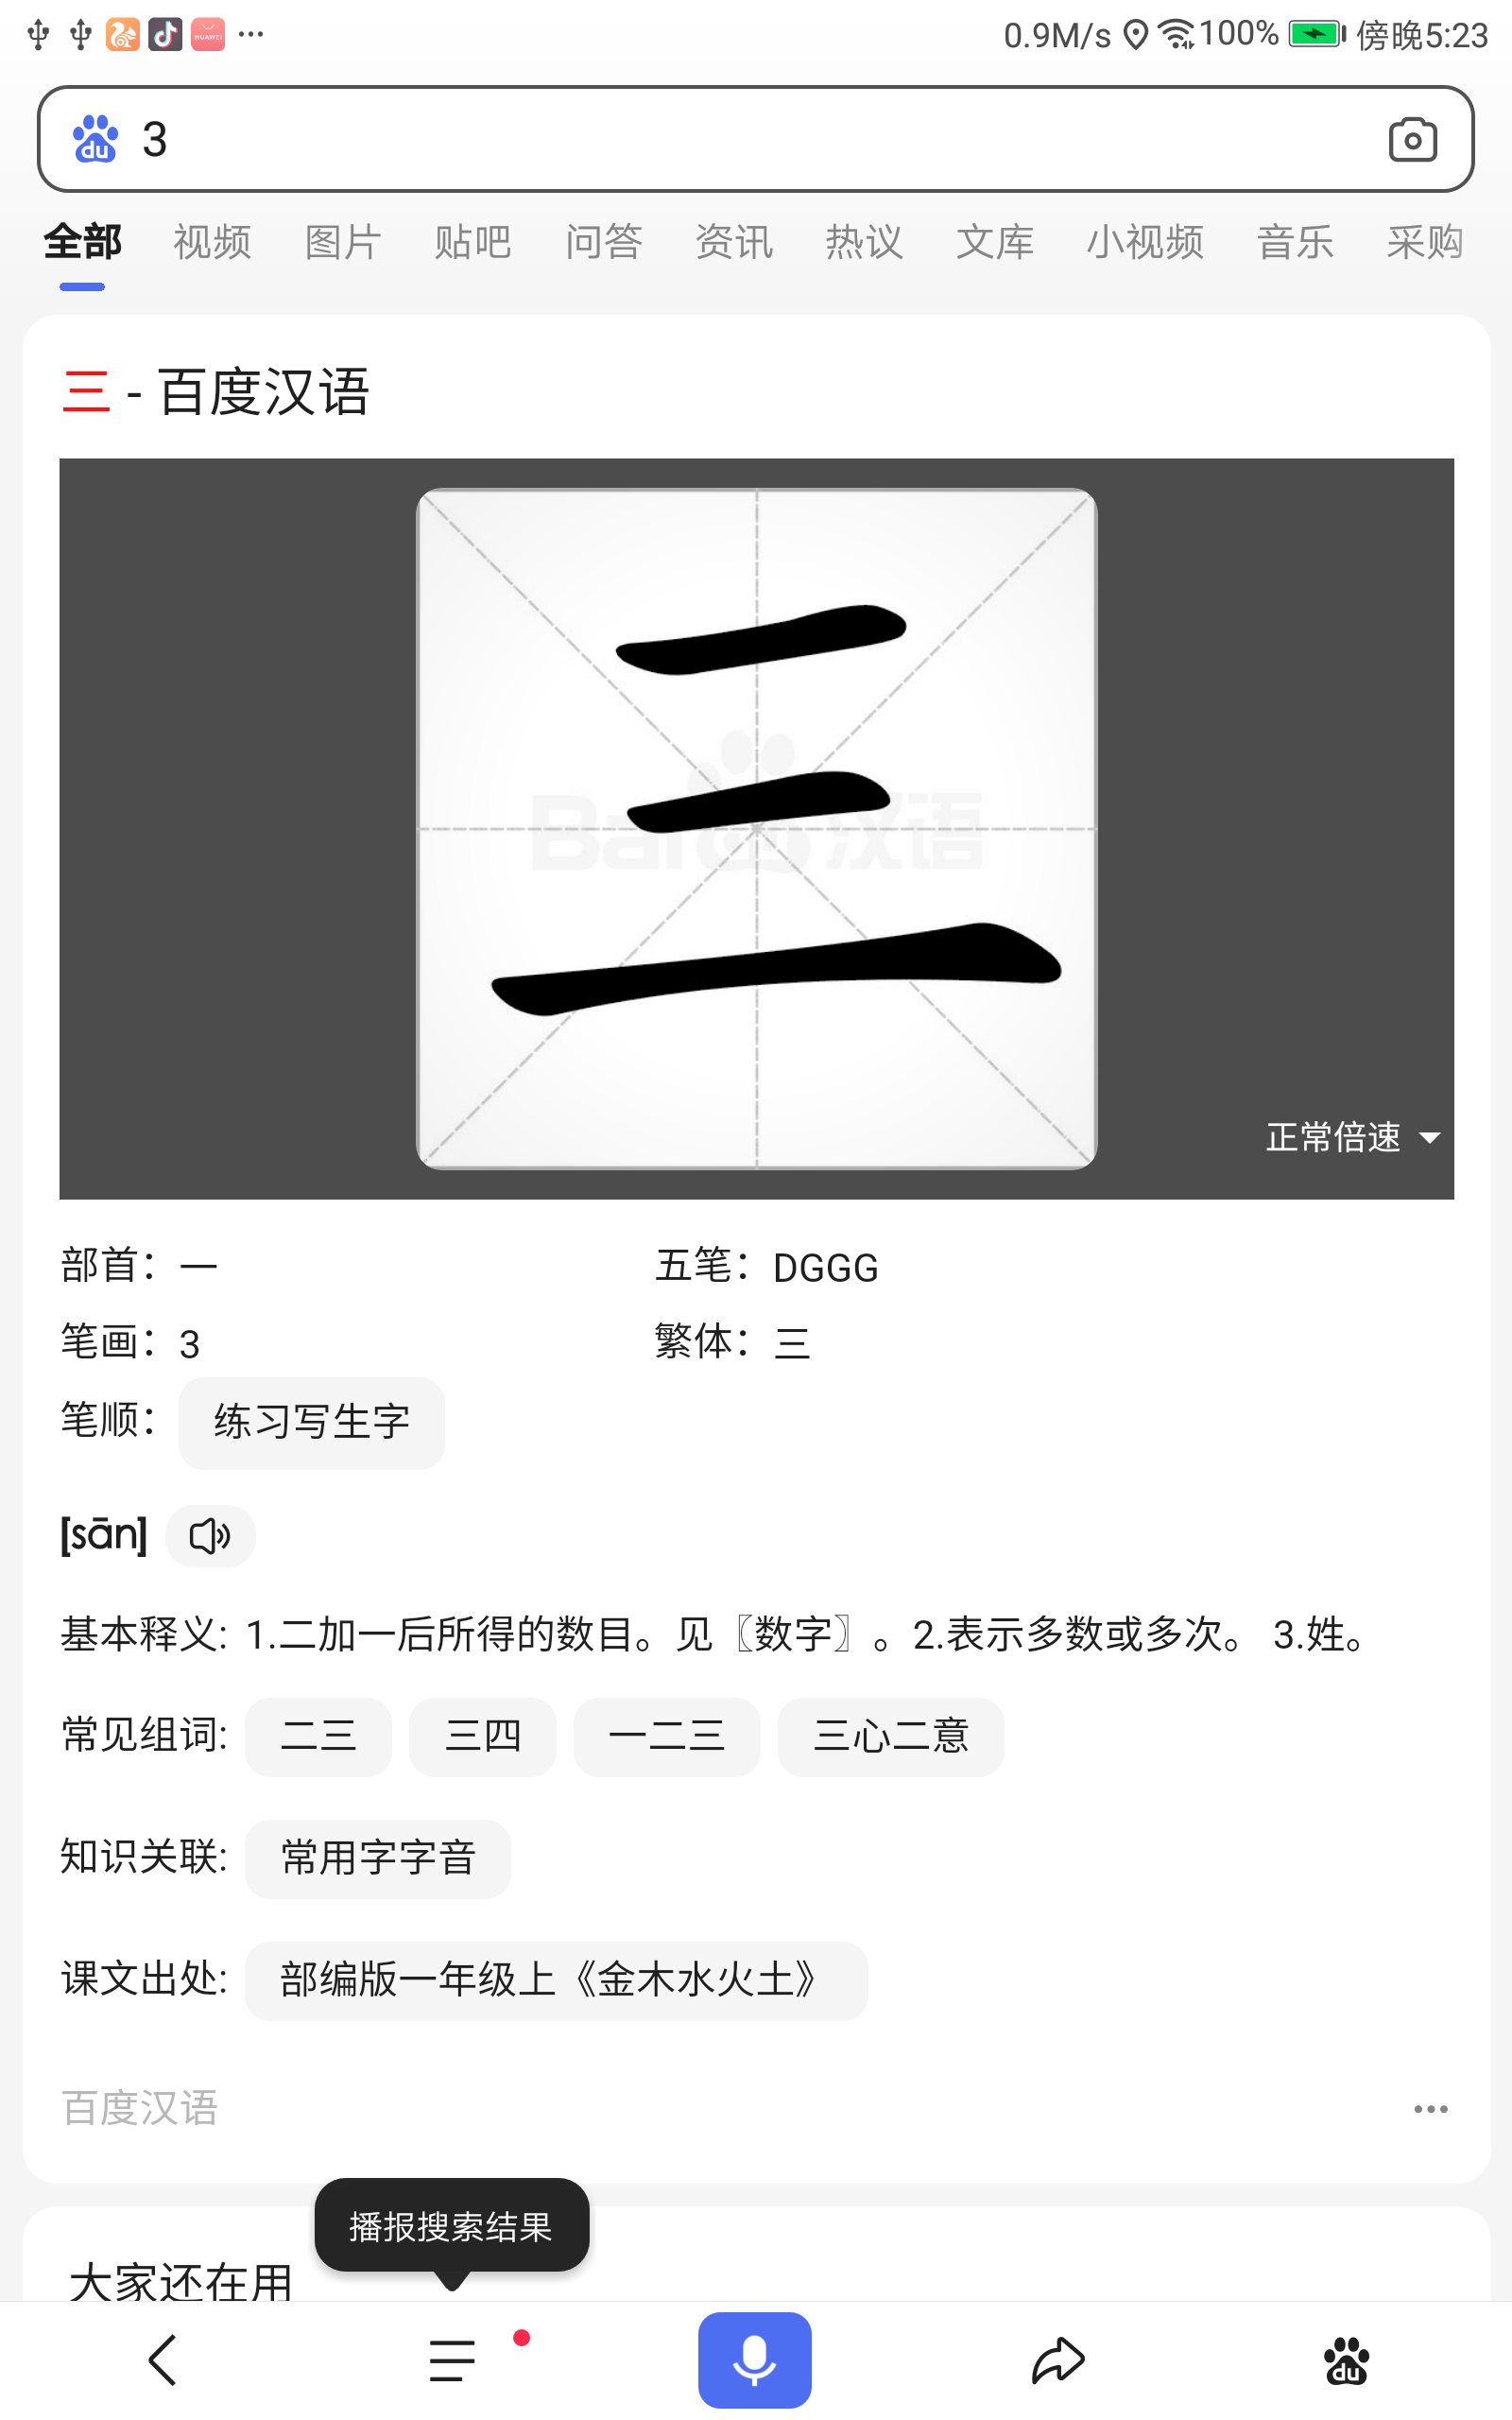 0.9M/s 100% 傍晚5:23
HUAWEI
du 3
全部 视频 图片 贴吧 问答 资讯 热议 文库 小视频 音乐 采购
三 - 百度汉语
三
Bai du 汉语
正常倍速
部首：一 五笔：DGGG
笔画：3 繁体：三
笔顺：练习写生字
[sān]
基本释义: 1.二加一后所得的数目。见〖数字〗。2.表示多数或多次。 3.姓。
常见组词: 二三 三四 一二三 三心二意
知识关联: 常用字字音
课文出处: 部编版一年级上《金木水火土》
百度汉语
播报搜索结果
大家还在用
du